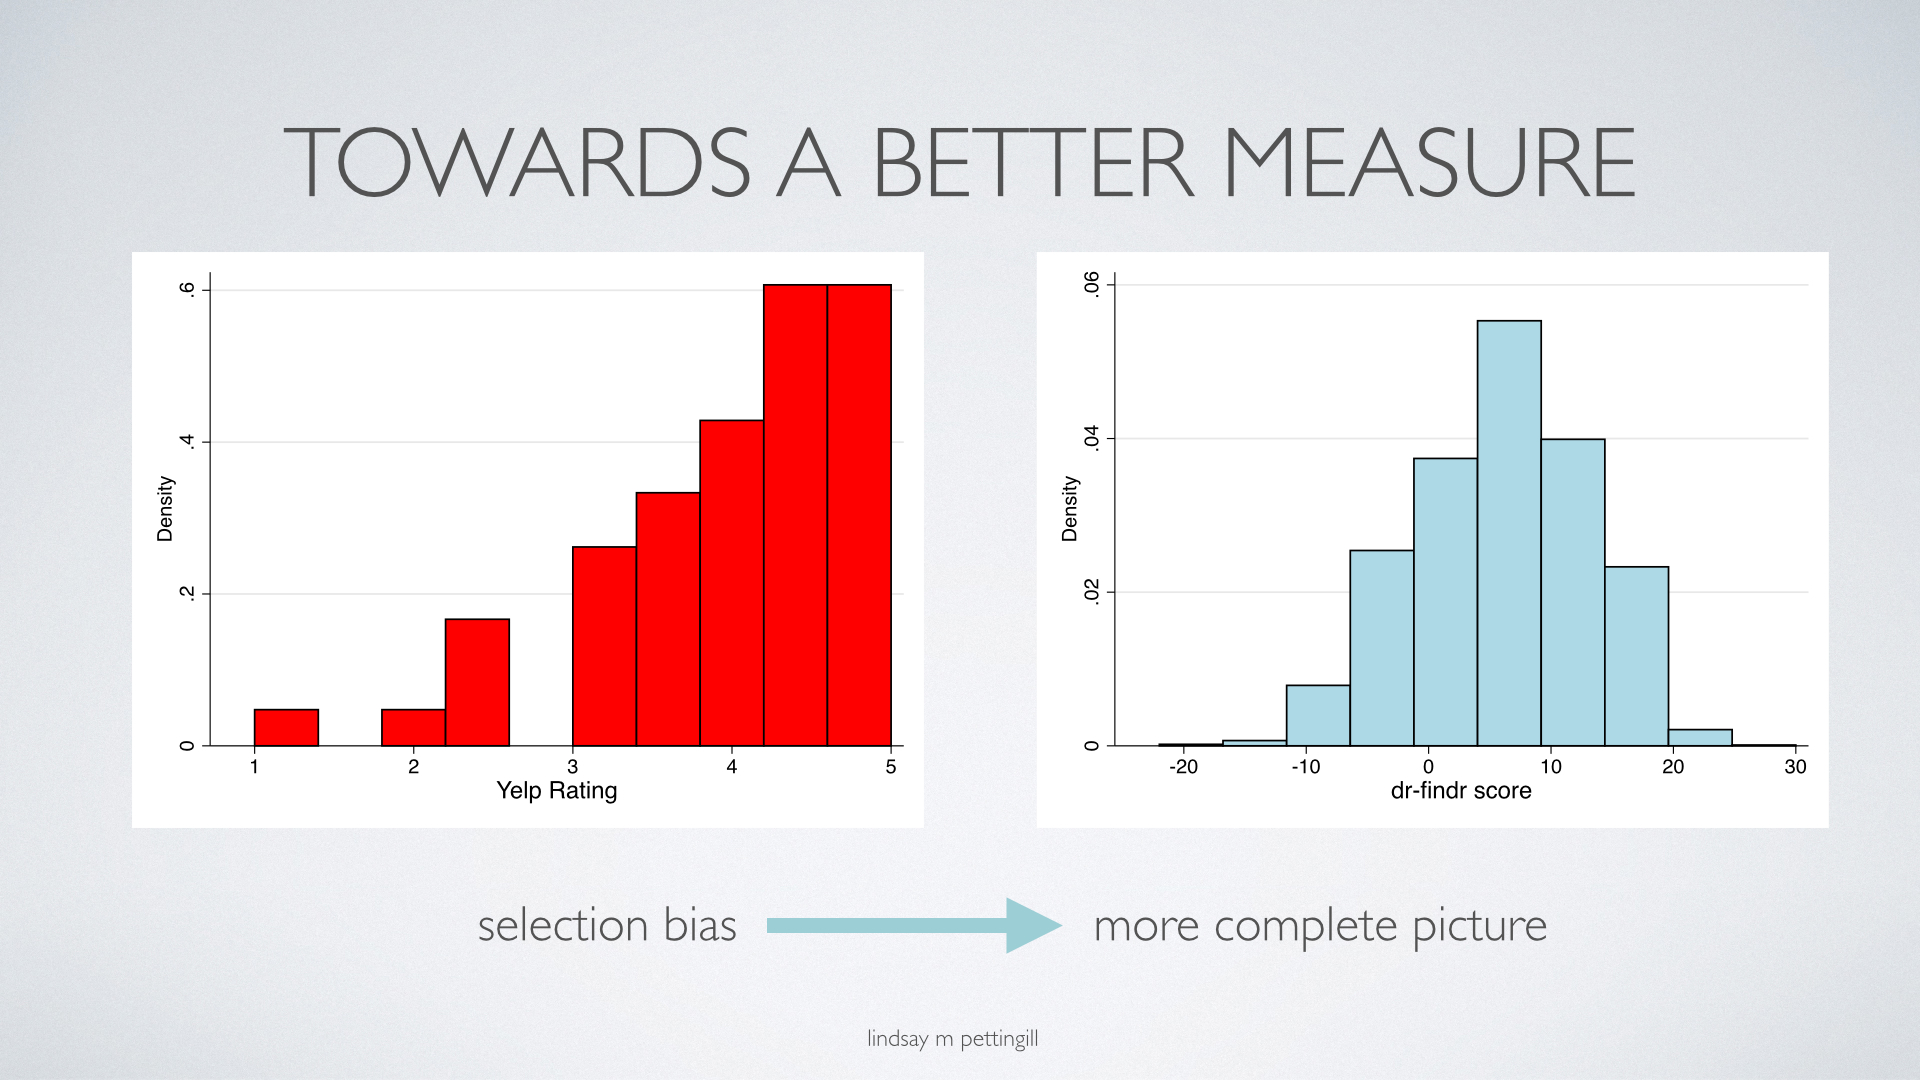 TOWARDS A BETTER MEASURE
.6
.4
.2
0
Density
1 2 3 4 5
Yelp Rating
.06
.04
.02
0
Density
-20 -10 0 10 20 30
dr-findr score
selection bias
more complete picture
lindsay m pettingill